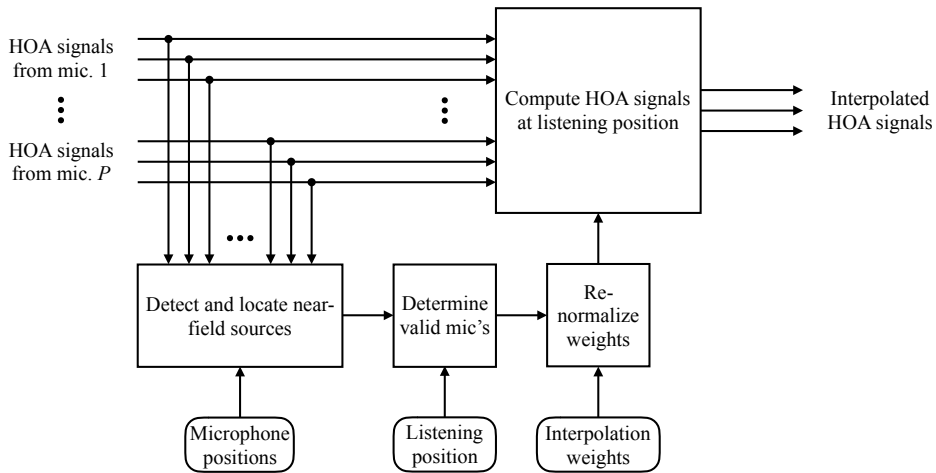 HOA signals
from mic. 1
HOA signals
from mic. P
Compute HOA signals
at listening position
Interpolated
HOA signals
Detect and locate near-
field sources
Determine
valid mic's
Re-
normalize
weights
Microphone
positions
Listening
position
Interpolation
weights